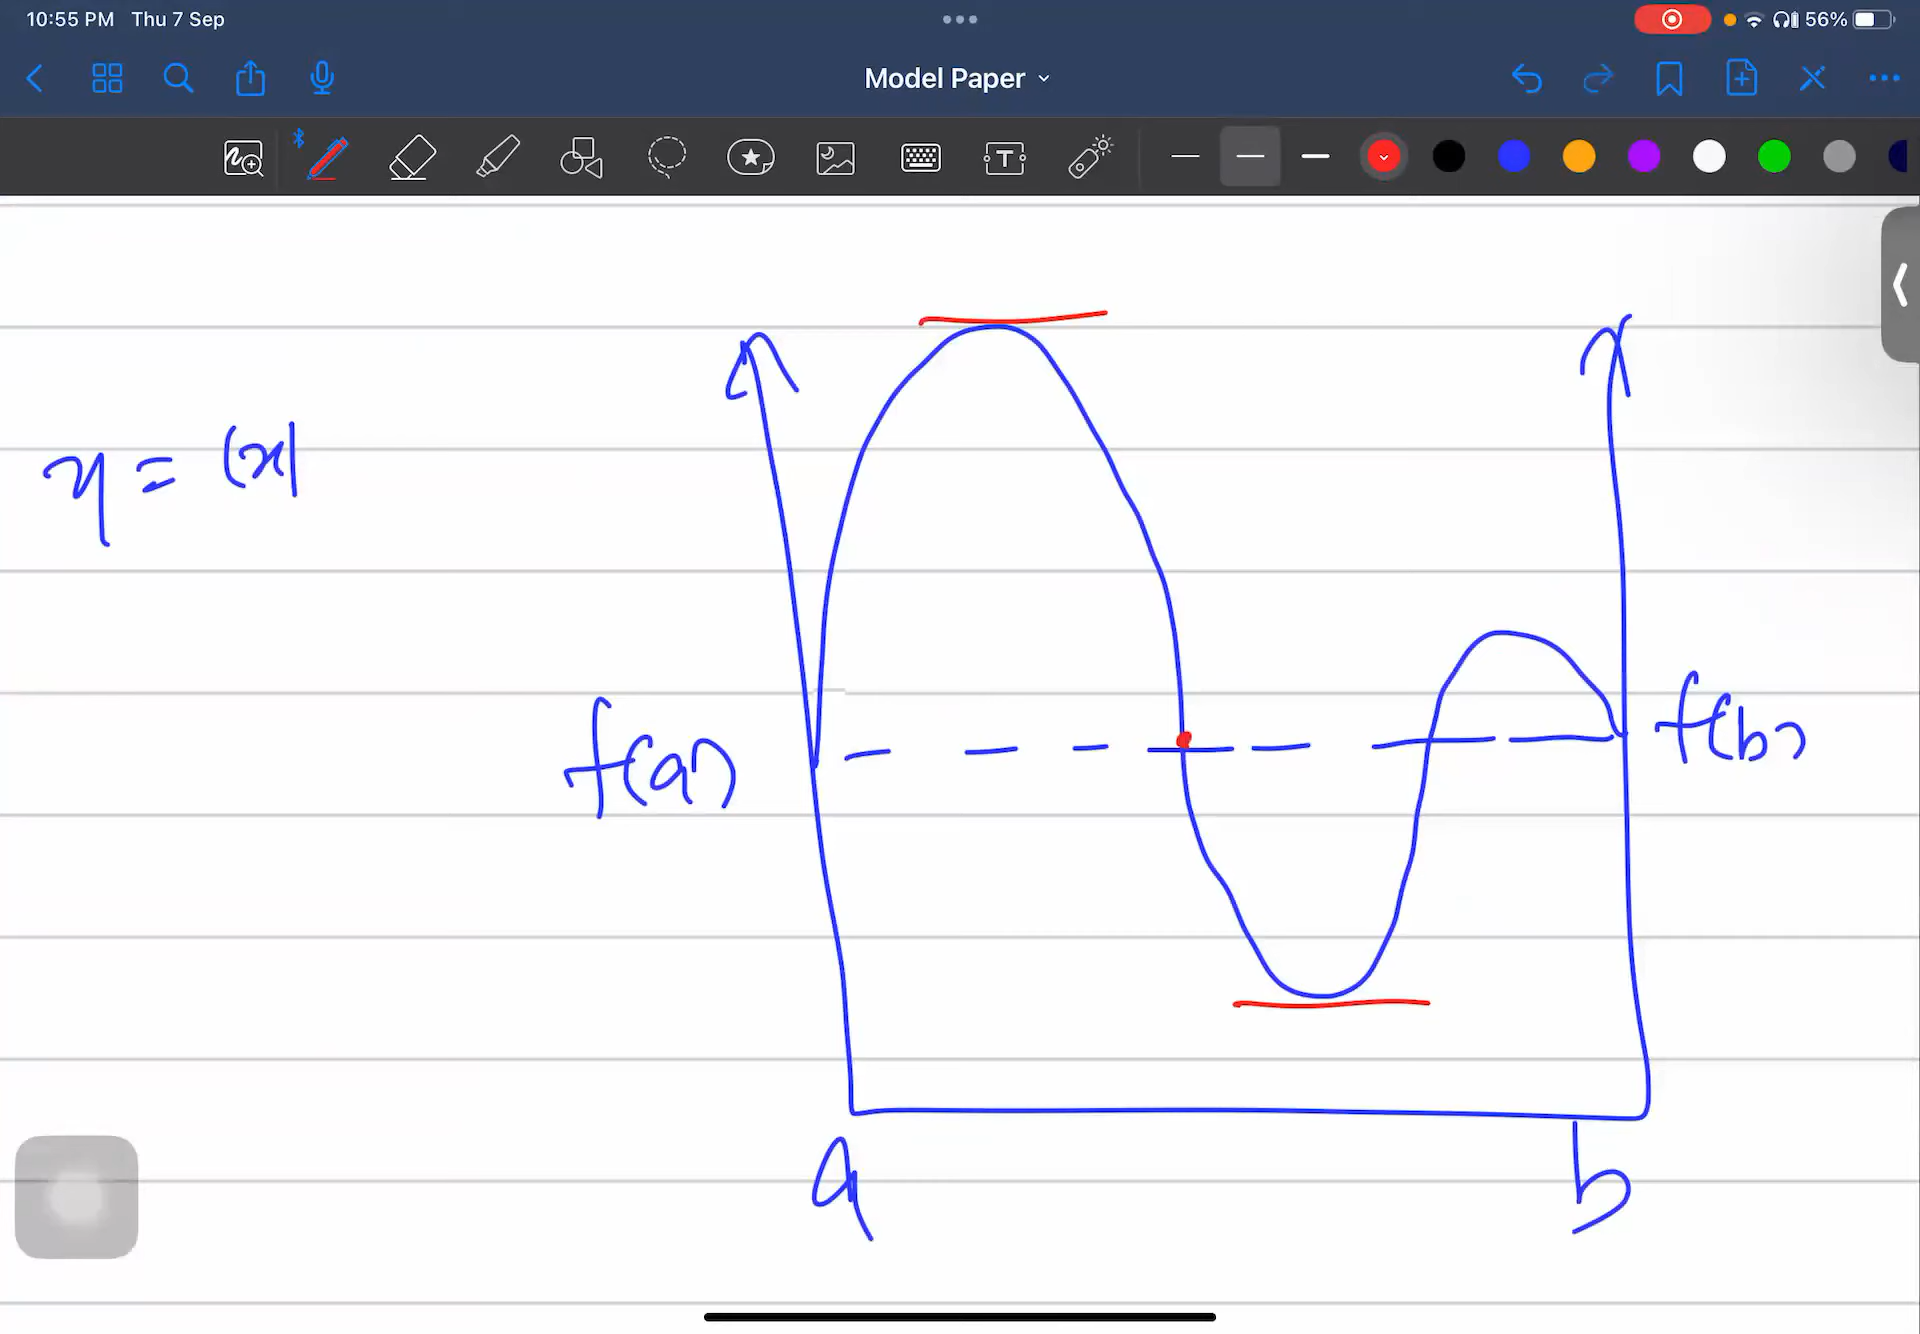 10:55 PM Thu 7 Sep
56%
Model Paper
T
y = |x|
f(a)
f(b)
a
b